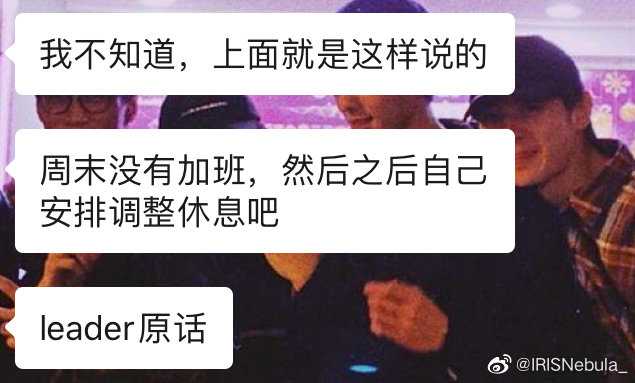 我不知道，上面就是这样说的
周末没有加班，然后之后自己
安排调整休息吧
leader原话
@IRISNebula_